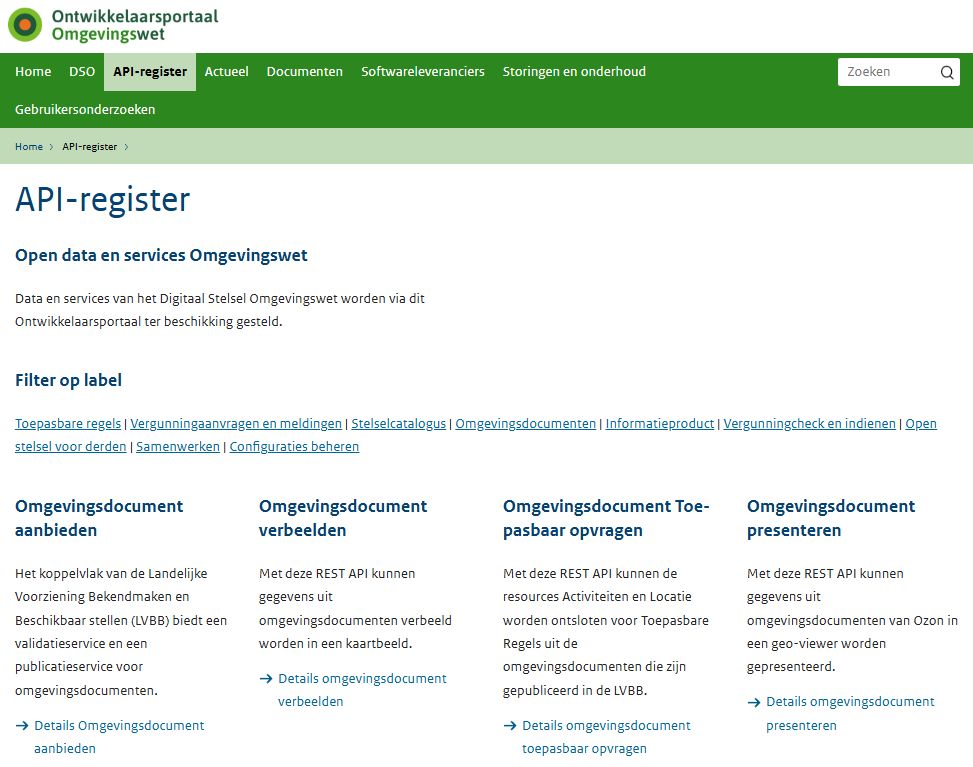 Ontwikkelaarsportaal
Omgevingswet
Home DSO API-register Actueel Documenten Softwareleveranciers Storingen en onderhoud Zoeken
Gebruikersonderzoeken
Home > API-register >
API-register
Open data en services Omgevingswet
Data en services van het Digitaal Stelsel Omgevingswet worden via dit
Ontwikkelaarsportaal ter beschikking gesteld.
Filter op label
Toepasbare regels | Vergunningaanvragen en meldingen | Stelselcatalogus | Omgevingsdocumenten | Informatieproduct | Vergunningcheck en indienen | Open
stelsel voor derden | Samenwerken | Configuraties beheren
Omgevingsdocument
aanbieden
Het koppelvlak van de Landelijke
Voorziening Bekendmaken en
Beschikbaar stellen (LVBB) biedt een
validatieservice en een
publicatieservice voor
omgevingsdocumenten.
→ Details Omgevingsdocument
aanbieden
Omgevingsdocument
verbeelden
Met deze REST API kunnen
gegevens uit
omgevingsdocumenten verbeeld
worden in een kaartbeeld.
→ Details omgevingsdocument
verbeelden
Omgevingsdocument Toe-
pasbaar opvragen
Met deze REST API kunnen de
resources Activiteiten en Locatie
worden ontsloten voor Toepasbare
Regels uit de
omgevingsdocumenten die zijn
gepubliceerd in de LVBB.
→ Details omgevingsdocument
toepasbaar opvragen
Omgevingsdocument
presenteren
Met deze REST API kunnen
gegevens uit
omgevingsdocumenten van Ozon in
een geo-viewer worden
gepresenteerd.
→ Details omgevingsdocument
presenteren